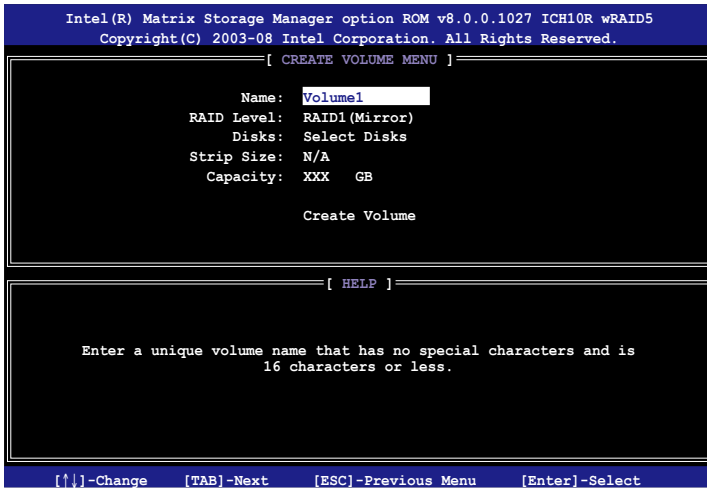 Intel(R) Matrix Storage Manager option ROM v8.0.0.1027 ICH10R wRAID5
Copyright(C) 2003-08 Intel Corporation. All Rights Reserved.
[ CREATE VOLUME MENU ]
Name: Volume1
RAID Level: RAID1(Mirror)
Disks: Select Disks
Strip Size: N/A
Capacity: XXX GB
Create Volume
[ HELP ]
Enter a unique volume name that has no special characters and is
16 characters or less.
[↑↓]-Change [TAB]-Next [ESC]-Previous Menu [Enter]-Select